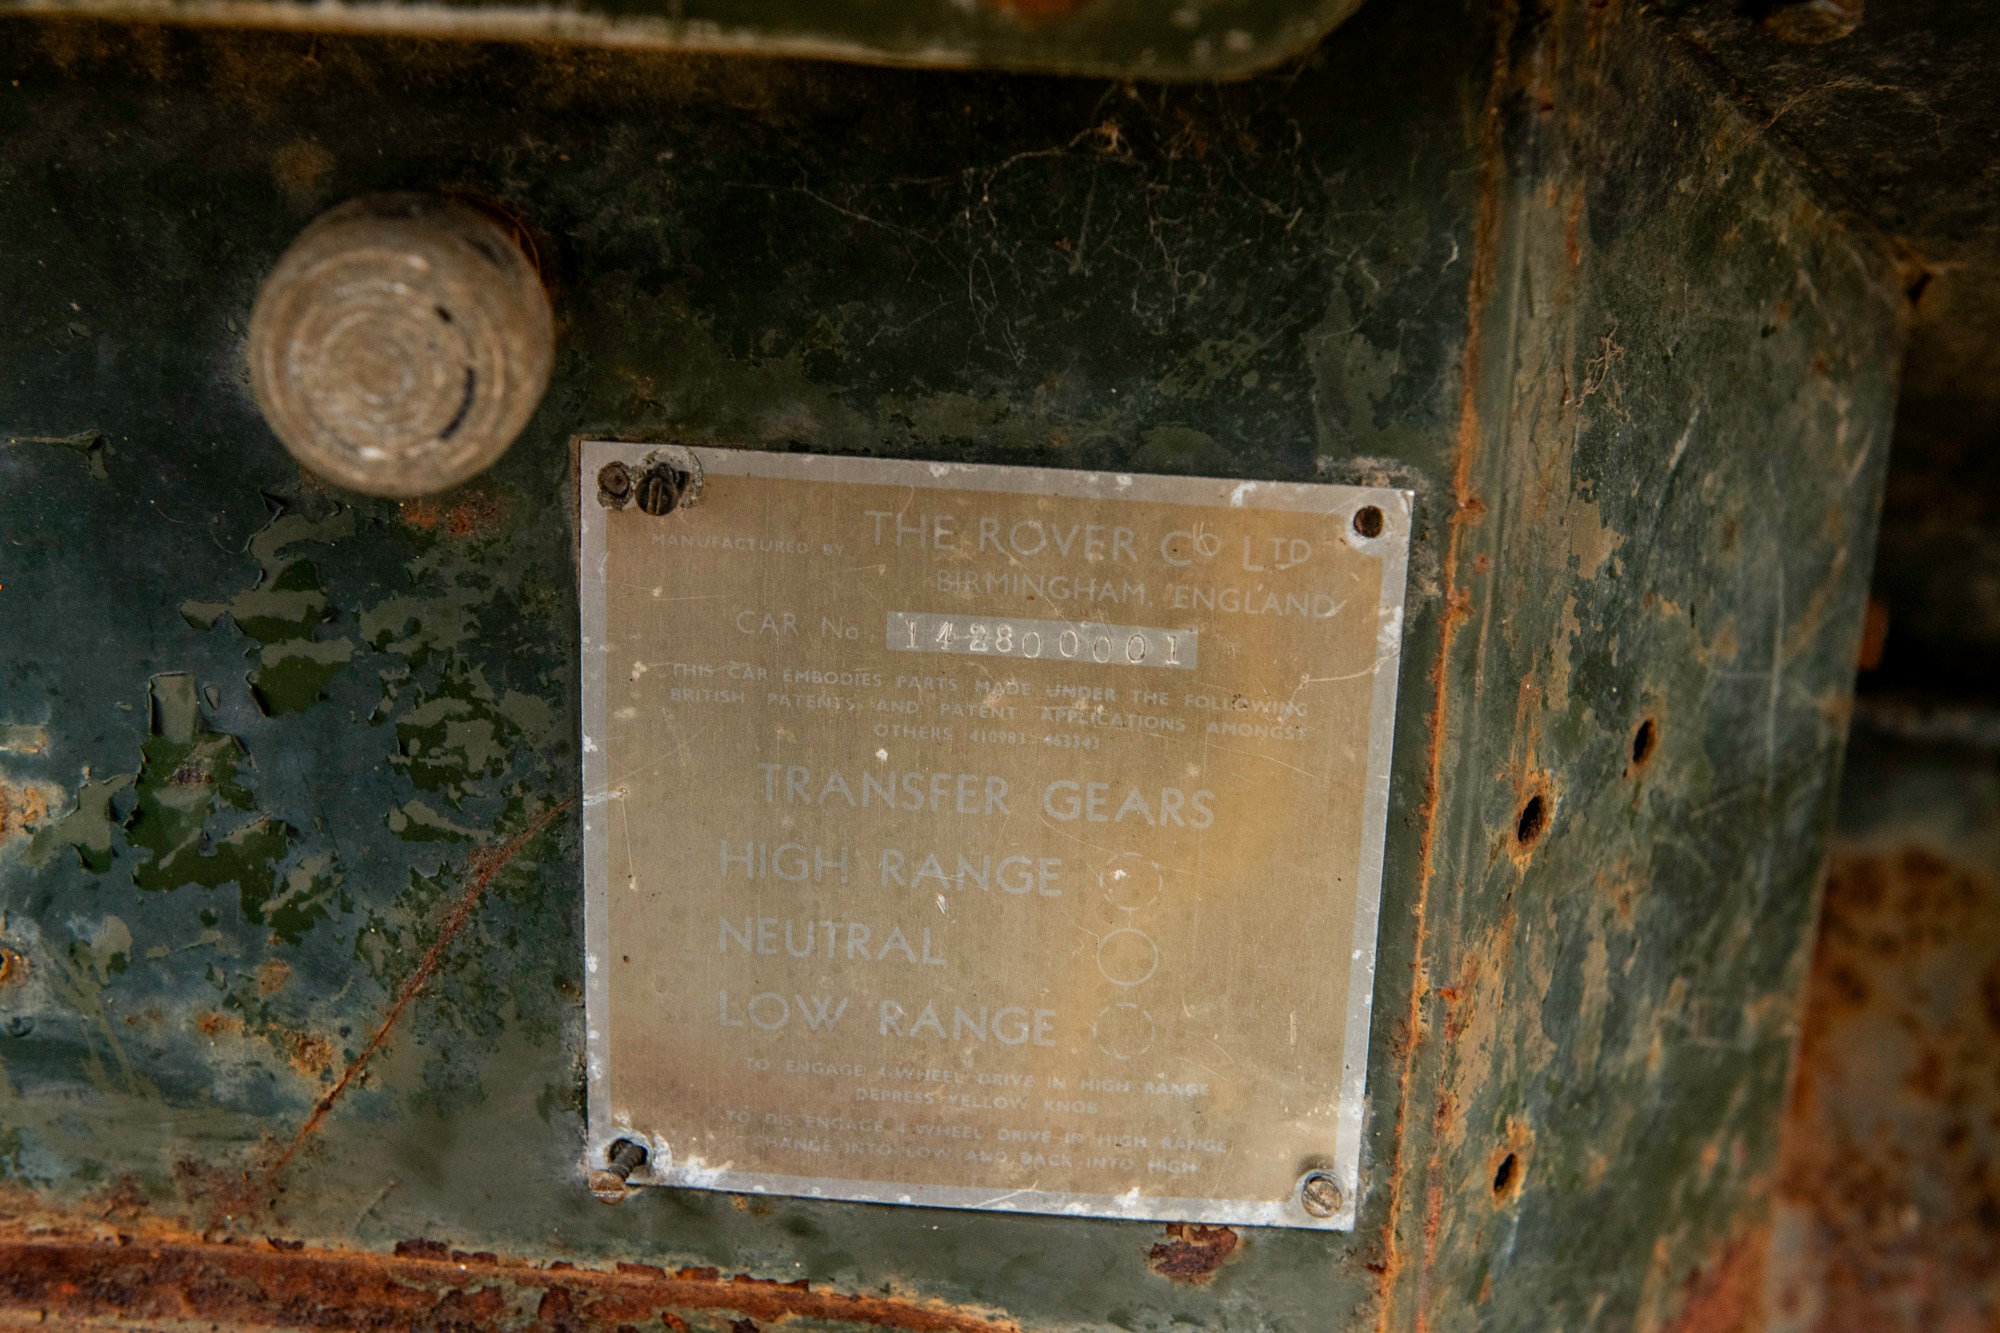 MANUFACTURED BY THE ROVER Co LTD
BIRMINGHAM, ENGLAND
CAR No. 142800001
THIS CAR EMBODIES PARTS MADE UNDER THE FOLLOWING
BRITISH PATENTS AND PATENT APPLICATIONS AMONGST
OTHERS 410983-463343
TRANSFER GEARS
HIGH RANGE
NEUTRAL
LOW RANGE
TO ENGAGE 4-WHEEL DRIVE IN HIGH RANGE
DEPRESS YELLOW KNOB
TO DIS ENGAGE 4-WHEEL DRIVE IN HIGH RANGE
CHANGE INTO LOW AND BACK INTO HIGH